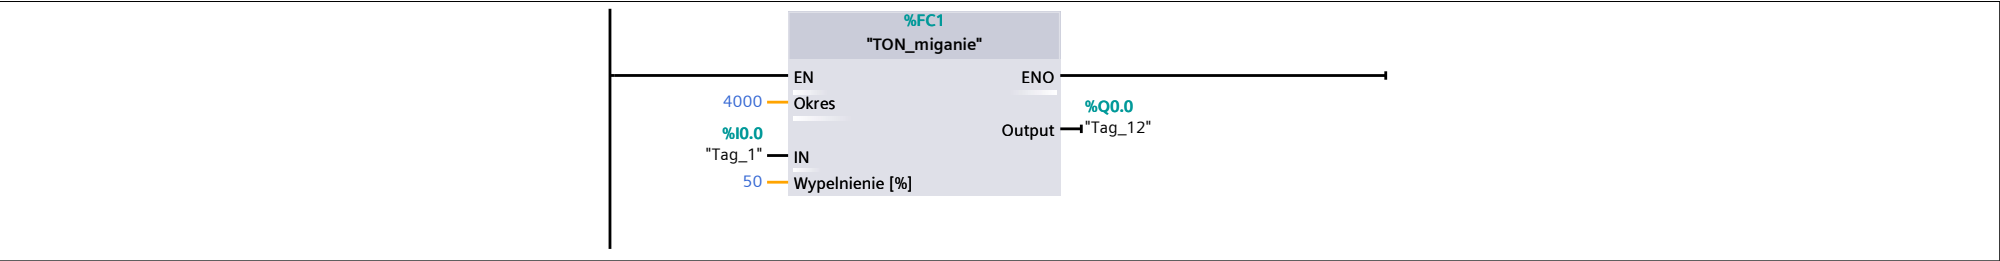 %FC1
"TON_miganie"
EN
ENO
4000
Okres
%Q0.0
"Tag_12"
Output
%I0.0
"Tag_1"
IN
50
Wypelnienie [%]